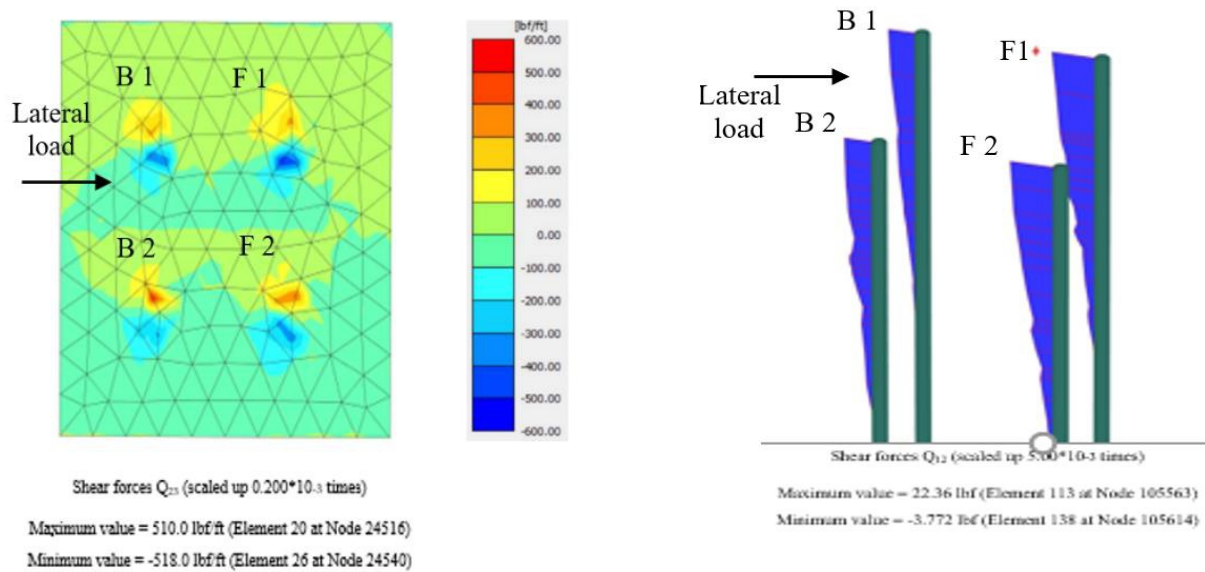 [lbf/ft]
600.00
500.00
400.00
300.00
200.00
100.00
0.00
-100.00
-200.00
-300.00
-400.00
-500.00
-600.00
B 1
F 1
Lateral
load
B 2
F 2
Shear forces Q23 (scaled up 0.200*10-3 times)
Maximum value = 510.0 lbf/ft (Element 20 at Node 24516)
Minimum value = -518.0 lbf/ft (Element 26 at Node 24540)
B 1
F1
Lateral
load
B 2
F 2
Shear forces Q12 (scaled up 5.00*10-3 times)
Maximum value = 22.36 lbf (Element 113 at Node 105563)
Minimum value = -3.772 lbf (Element 138 at Node 105614)